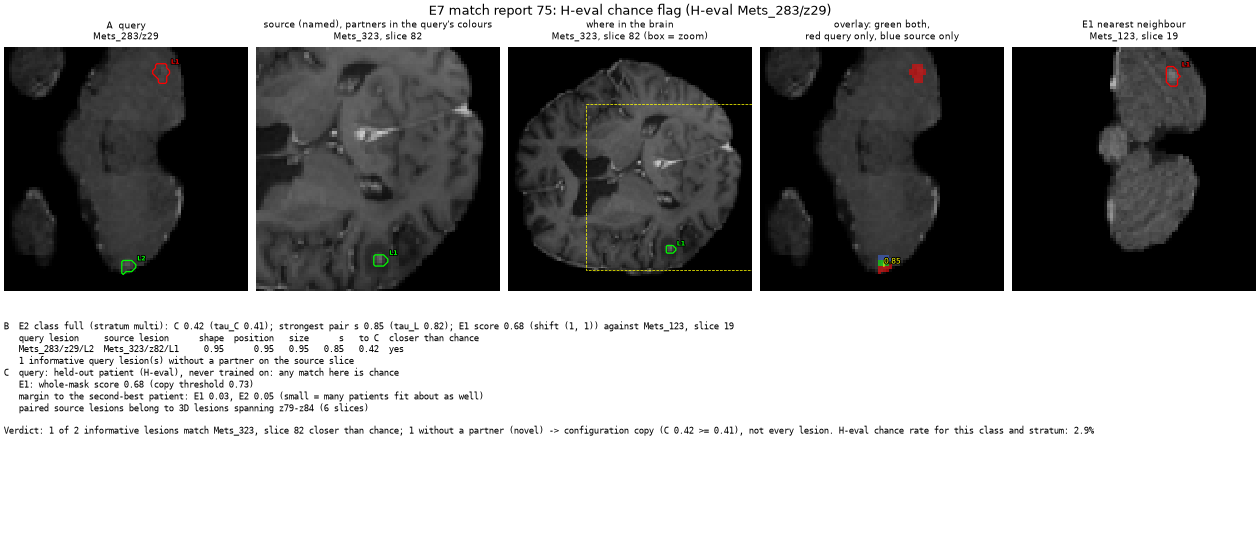 E7 match report 75: H-eval chance flag (H-eval Mets_283/z29)
A query
Mets_283/z29
source (named), partners in the query's colours
Mets_323, slice 82
where in the brain
Mets_323, slice 82 (box = zoom)
overlay: green both,
red query only, blue source only
E1 nearest neighbour
Mets_123, slice 19
L1
L2
L1
L1
0.85
B E2 class full (stratum multi): C 0.42 (tau_C 0.41); strongest pair s 0.85 (tau_L 0.82); E1 score 0.68 (shift (1, 1)) against Mets_123, slice 19
query lesion source lesion shape position size s to C closer than chance
Mets_283/z29/L2 Mets_323/z82/L1 0.95 0.95 0.95 0.85 0.42 yes
1 informative query lesion(s) without a partner on the source slice
C query: held-out patient (H-eval), never trained on: any match here is chance
E1: whole-mask score 0.68 (copy threshold 0.73)
margin to the second-best patient: E1 0.03, E2 0.05 (small = many patients fit about as well)
paired source lesions belong to 3D lesions spanning z79-z84 (6 slices)
Verdict: 1 of 2 informative lesions match Mets_323, slice 82 closer than chance; 1 without a partner (novel) -> configuration copy (C 0.42 >= 0.41), not every lesion. H-eval chance rate for this class and stratum: 2.9%